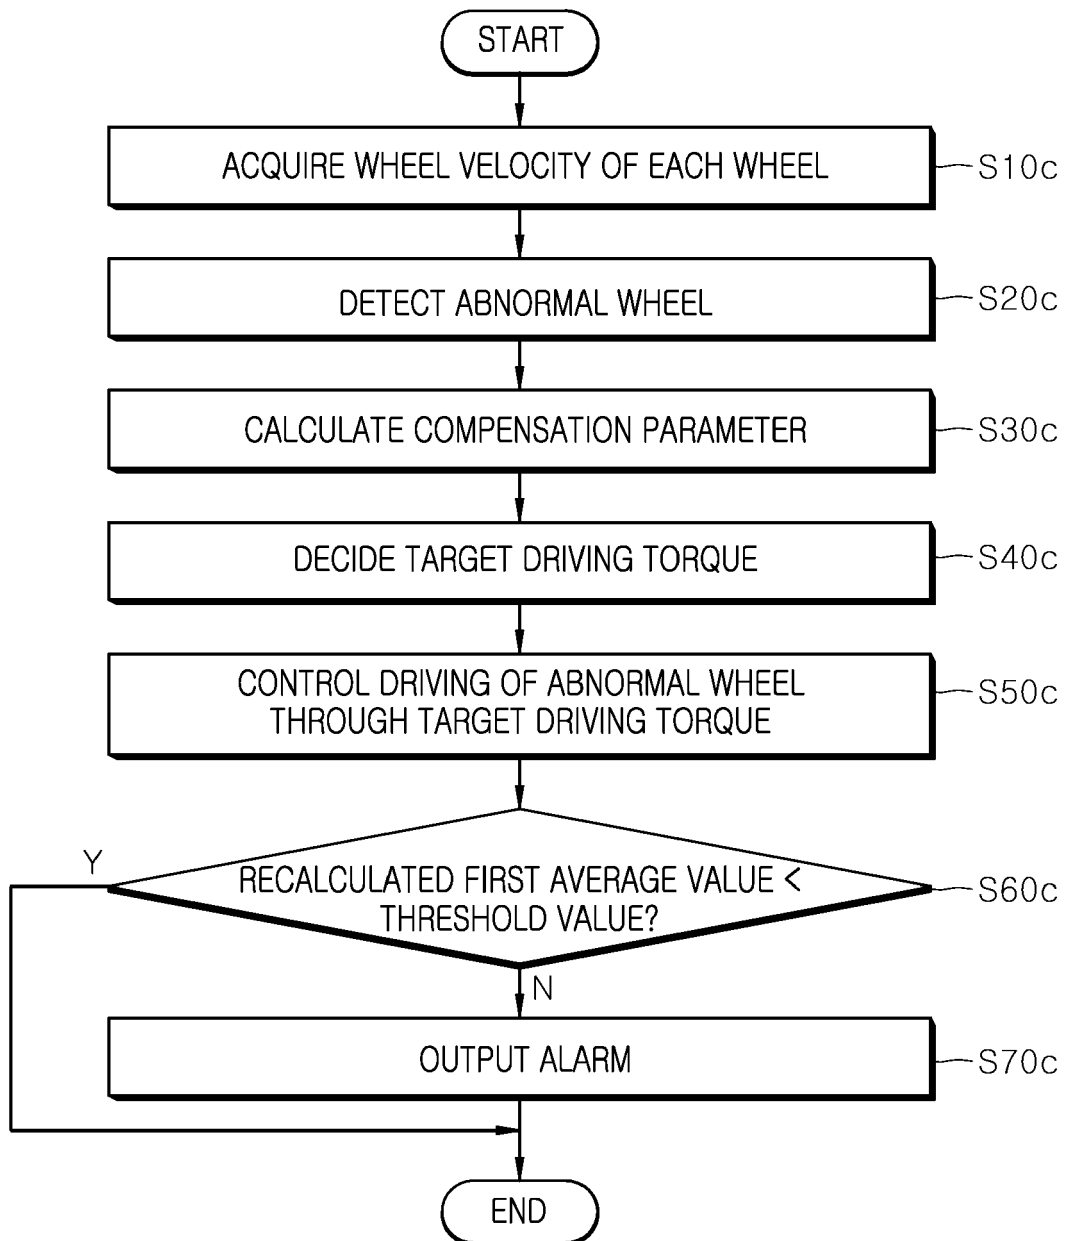 START
ACQUIRE WHEEL VELOCITY OF EACH WHEEL
S10c
DETECT ABNORMAL WHEEL
S20c
CALCULATE COMPENSATION PARAMETER
S30c
DECIDE TARGET DRIVING TORQUE
S40c
CONTROL DRIVING OF ABNORMAL WHEEL
THROUGH TARGET DRIVING TORQUE
S50c
Y
RECALCULATED FIRST AVERAGE VALUE <
THRESHOLD VALUE?
S60c
N
OUTPUT ALARM
S70c
END